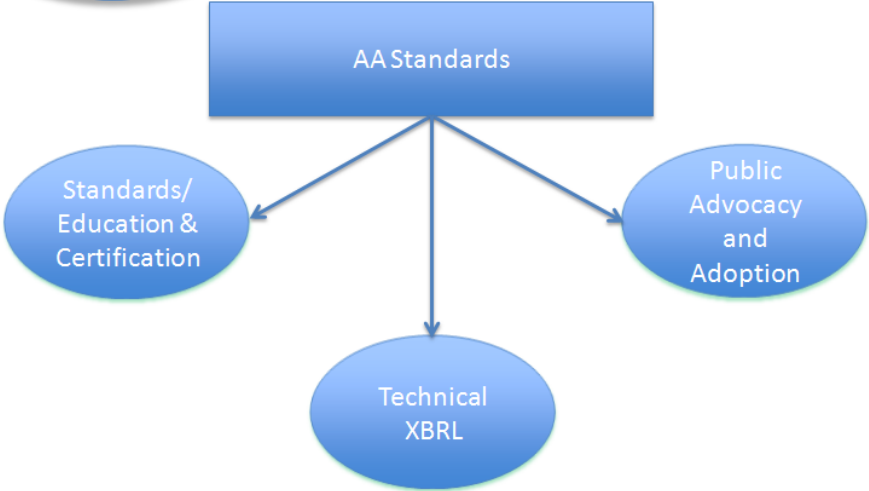 AA Standards
Standards/
Education &
Certification
Public
Advocacy
and
Adoption
Technical
XBRL